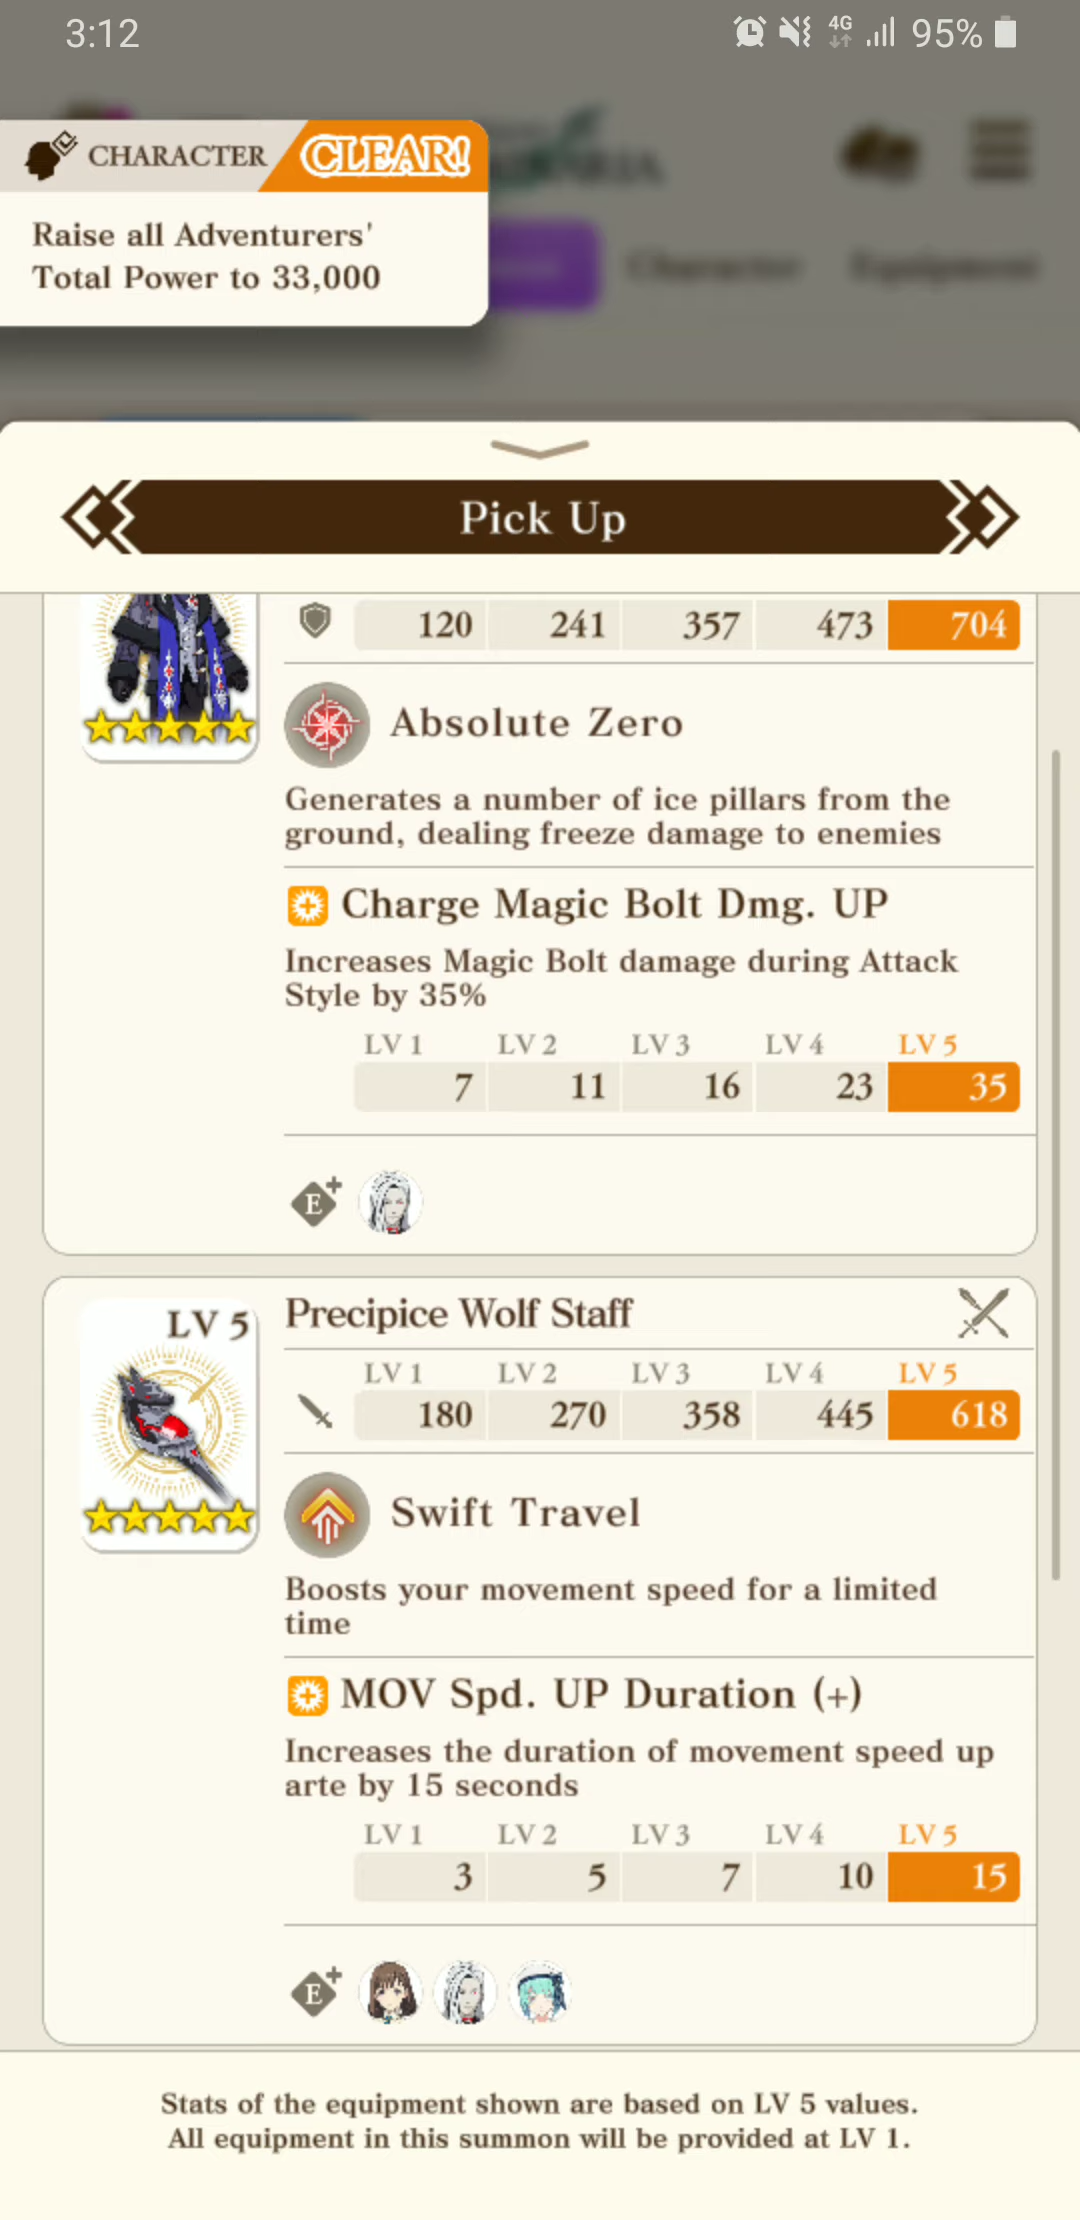 3:12
4G
95%
CHARACTER
CLEAR!
Raise all Adventurers'
Total Power to 33,000
Character
Equipment
Pick Up
120 241 357 473 704
Absolute Zero
Generates a number of ice pillars from the
ground, dealing freeze damage to enemies
Charge Magic Bolt Dmg. UP
Increases Magic Bolt damage during Attack
Style by 35%
LV 1 LV 2 LV 3 LV 4 LV 5
7 11 16 23 35
E+
LV 5
Precipice Wolf Staff
LV 1 LV 2 LV 3 LV 4 LV 5
180 270 358 445 618
Swift Travel
Boosts your movement speed for a limited
time
MOV Spd. UP Duration (+)
Increases the duration of movement speed up
arte by 15 seconds
LV 1 LV 2 LV 3 LV 4 LV 5
3 5 7 10 15
E+
Stats of the equipment shown are based on LV 5 values.
All equipment in this summon will be provided at LV 1.